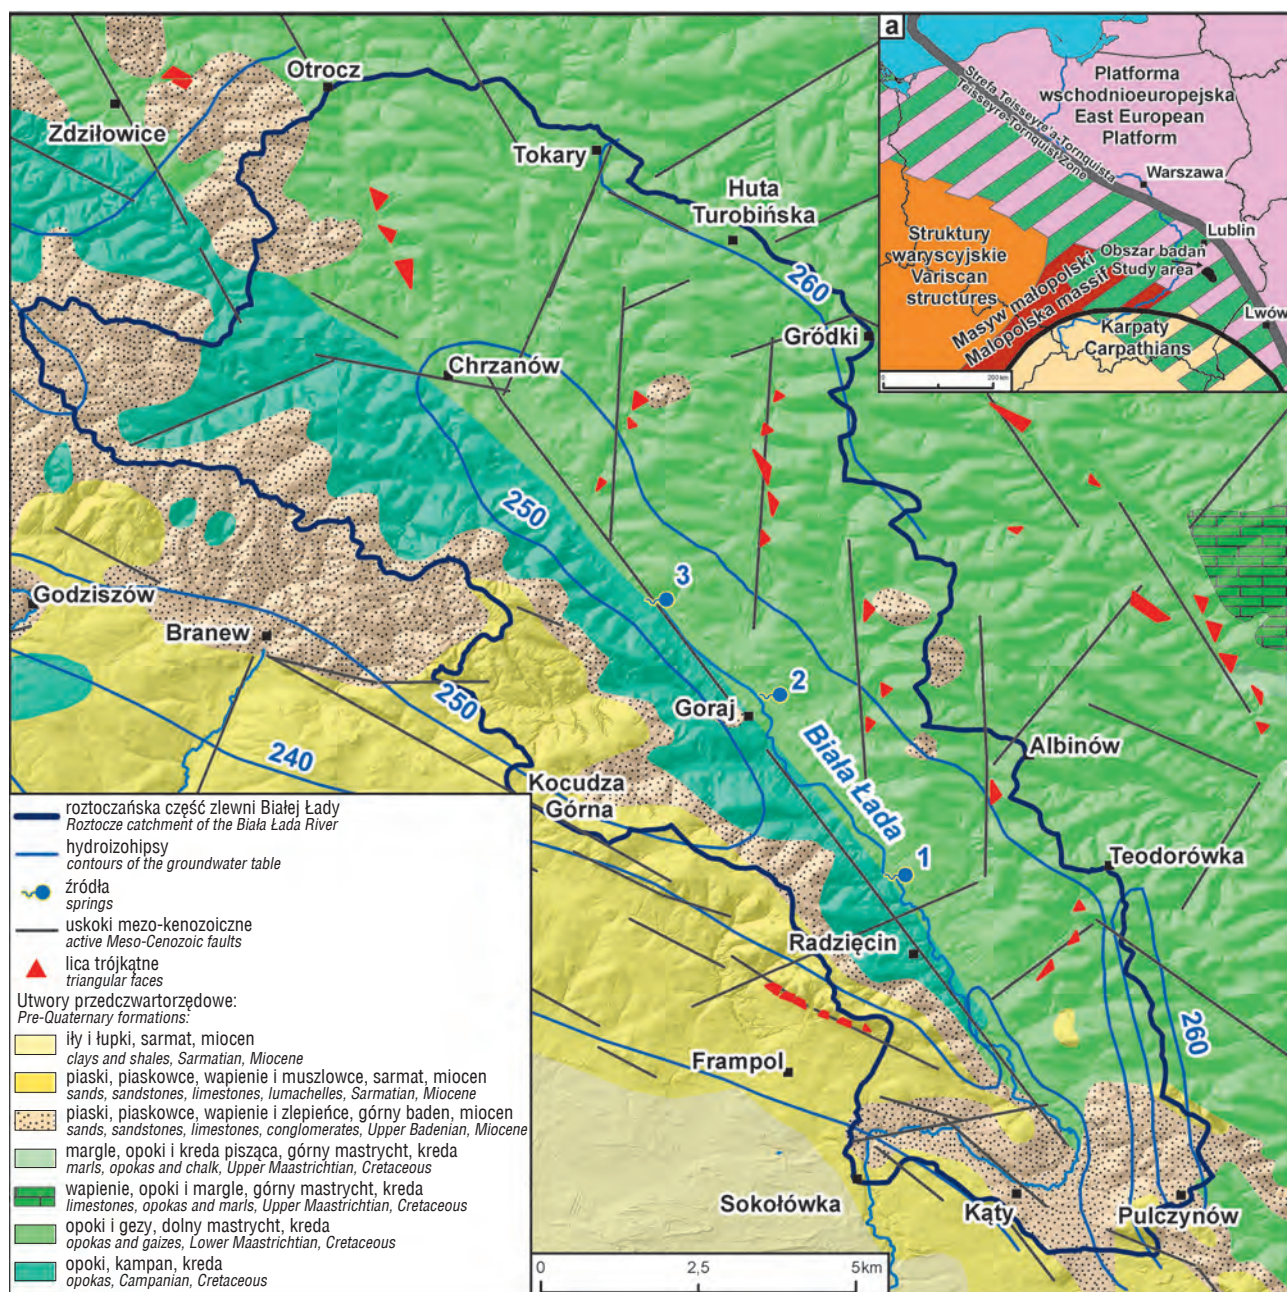 Otrocz
Zdziłowice
Tokary
Huta
Turobińska
260
Gródki
Chrzanów
250
3
Godziszów
Branew
250
2
Goraj
240
Biała Łada
Albinów
Kocudza
Górna
1
Teodorówka
Radzięcin
260
Frampol
Sokołówka
Kąty
Pulczynów
a
Strefa Teisseyre'a-Tornquista
Teisseyre-Tornquist Zone
Platforma
wschodnioeuropejska
East European
Platform
Warszawa
Lublin
Obszar badań
Study area
Struktury
waryscyjskie
Variscan
structures
Masyw małopolski
Malopolska massif
Lwów
Karpaty
Carpathians
0 200 km
roztoczańska część zlewni Białej Łady
Roztocze catchment of the Biała Łada River
hydroizohipsy
contours of the groundwater table
źródła
springs
uskoki mezo-kenozoiczne
active Meso-Cenozoic faults
lica trójkątne
triangular faces
Utwory przedczwartorzędowe:
Pre-Quaternary formations:
iły i łupki, sarmat, miocen
clays and shales, Sarmatian, Miocene
piaski, piaskowce, wapienie i muszlowce, sarmat, miocen
sands, sandstones, limestones, lumachelles, Sarmatian, Miocene
piaski, piaskowce, wapienie i zlepieńce, górny baden, miocen
sands, sandstones, limestones, conglomerates, Upper Badenian, Miocene
margle, opoki i kreda pisząca, górny mastrycht, kreda
marls, opokas and chalk, Upper Maastrichtian, Cretaceous
wapienie, opoki i margle, górny mastrycht, kreda
limestones, opokas and marls, Upper Maastrichtian, Cretaceous
opoki i gezy, dolny mastrycht, kreda
opokas and gaizes, Lower Maastrichtian, Cretaceous
opoki, kampan, kreda
opokas, Campanian, Cretaceous
0 2,5 5km